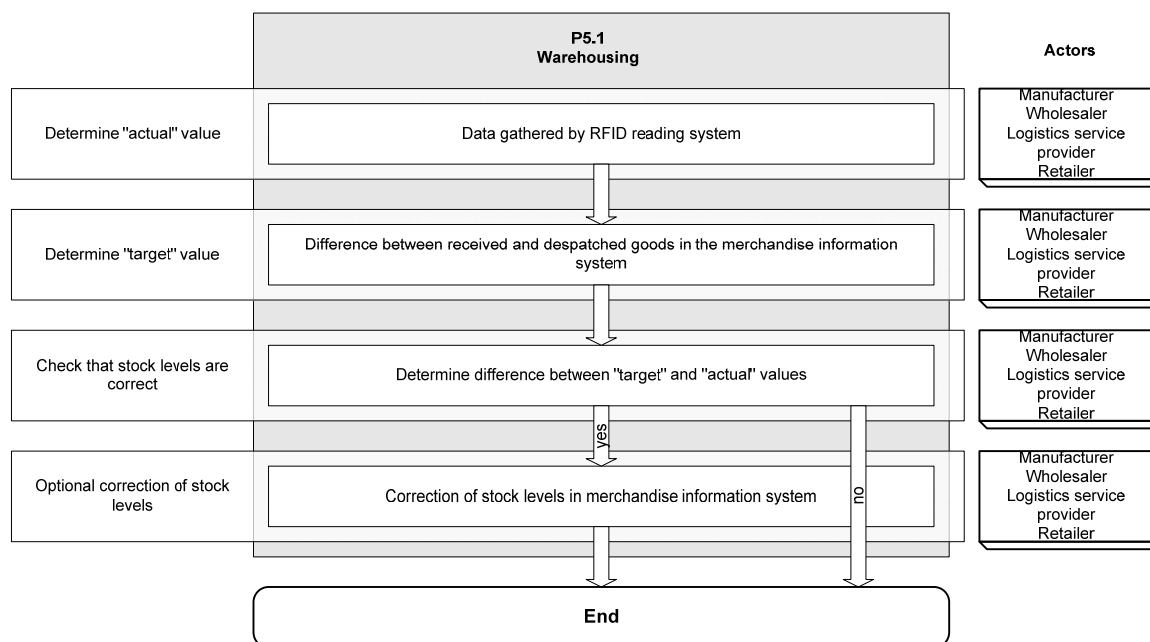 P5.1
Warehousing
Actors
Determine "actual" value
Data gathered by RFID reading system
Manufacturer
Wholesaler
Logistics service
provider
Retailer
Determine "target" value
Difference between received and despatched goods in the merchandise information
system
Manufacturer
Wholesaler
Logistics service
provider
Retailer
Check that stock levels are
correct
Determine difference between "target" and "actual" values
Manufacturer
Wholesaler
Logistics service
provider
Retailer
yes
no
Optional correction of stock
levels
Correction of stock levels in merchandise information system
Manufacturer
Wholesaler
Logistics service
provider
Retailer
End